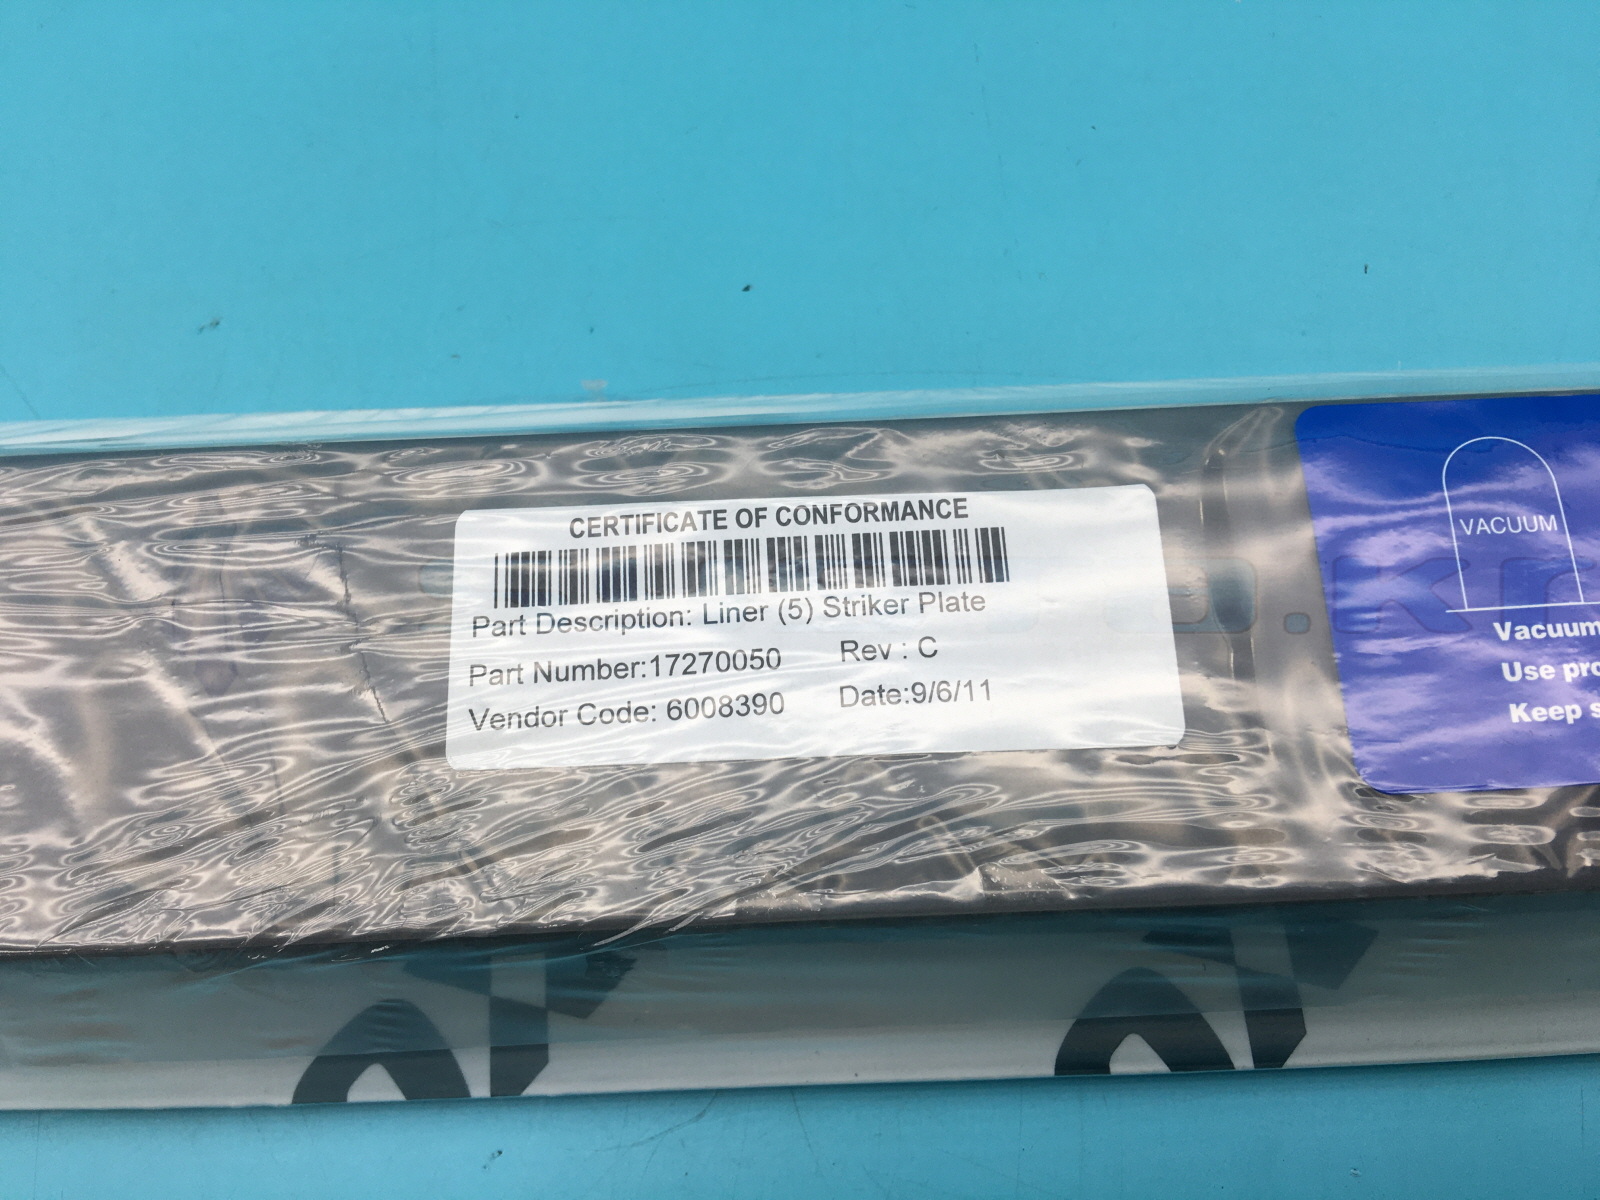 CERTIFICATE OF CONFORMANCE
Part Description: Liner (5) Striker Plate
Part Number:17270050 Rev : C
Vendor Code: 6008390 Date:9/6/11
VACUUM
Vacuum
Use pro
Keep s
.kr